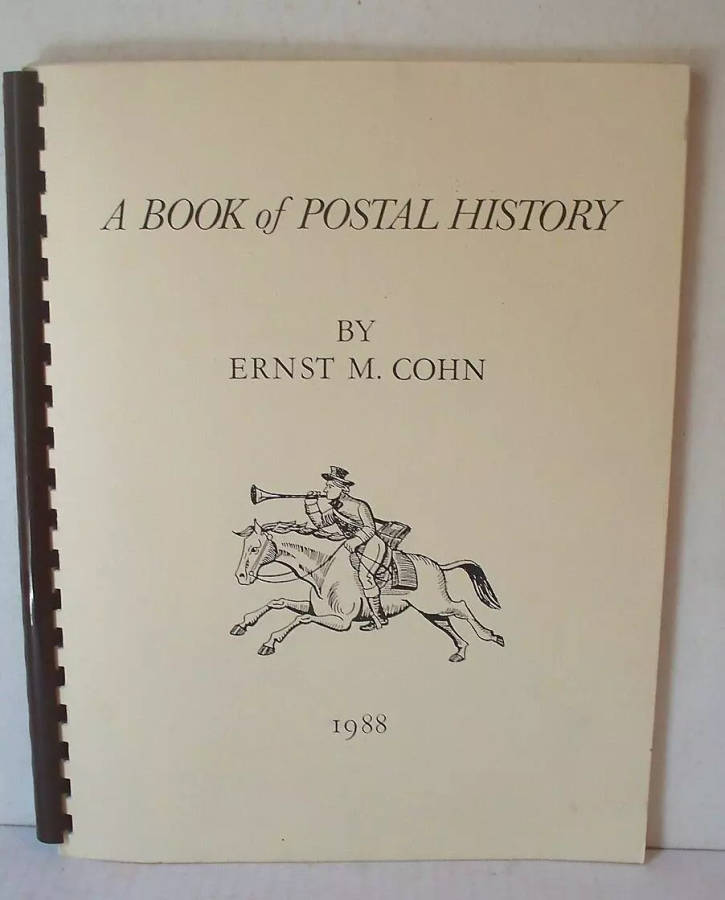 A BOOK of POSTAL HISTORY
BY
ERNST M. COHN
1988